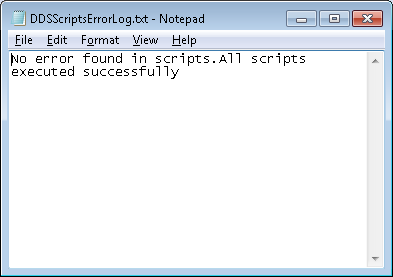 DDSScriptsErrorLog.txt - Notepad
File Edit Format View Help
No error found in scripts.All scripts
executed successfully